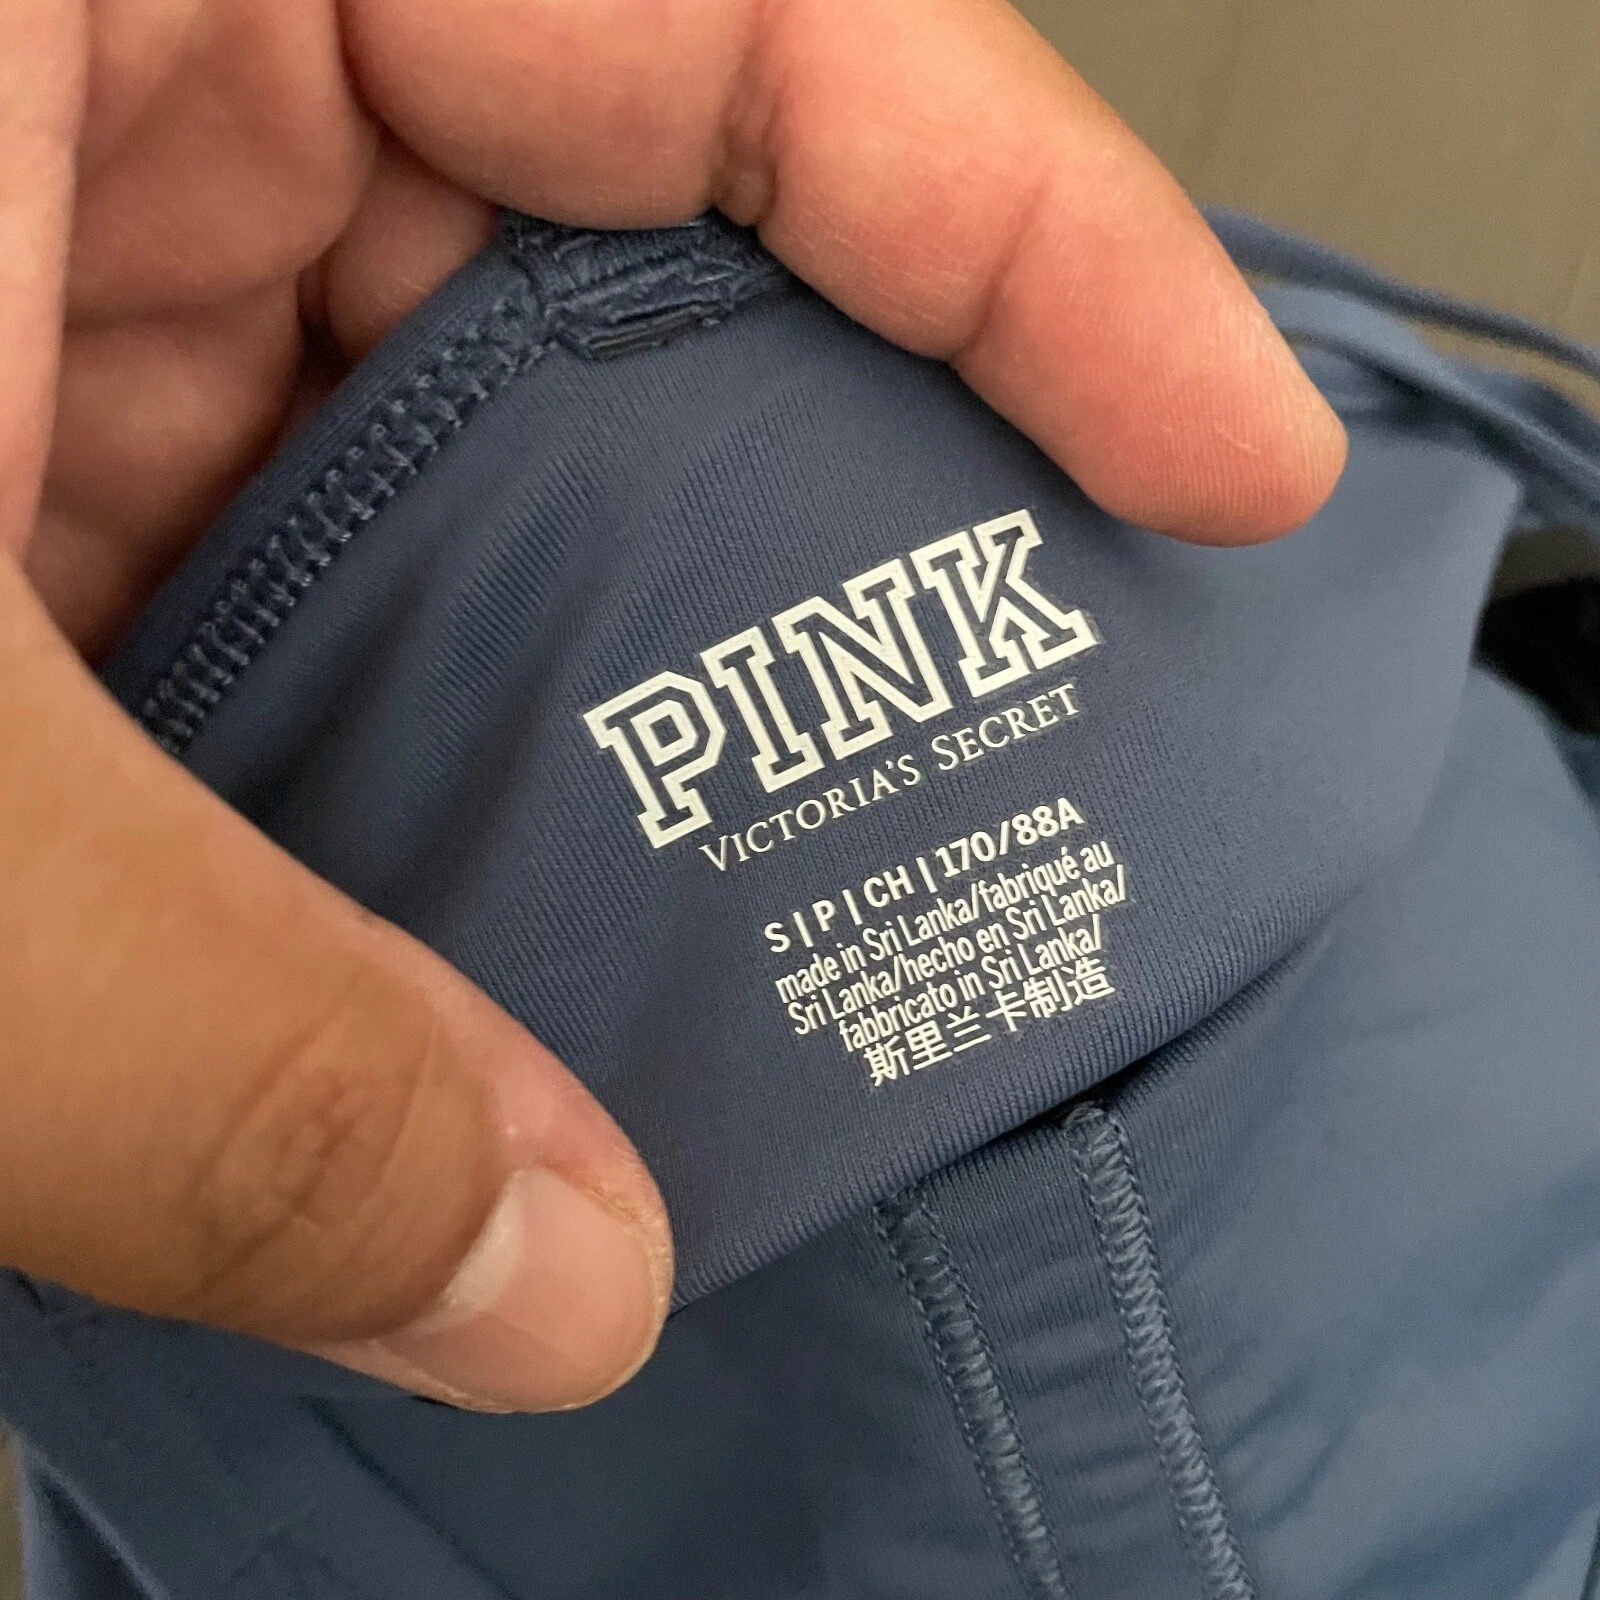 PINK
VICTORIA'S SECRET
S | P | CH | 170/88A
made in Sri Lanka/fabriqué au
Sri Lanka/hecho en Sri Lanka/
fabbricato in Sri Lanka/
斯里兰卡制造